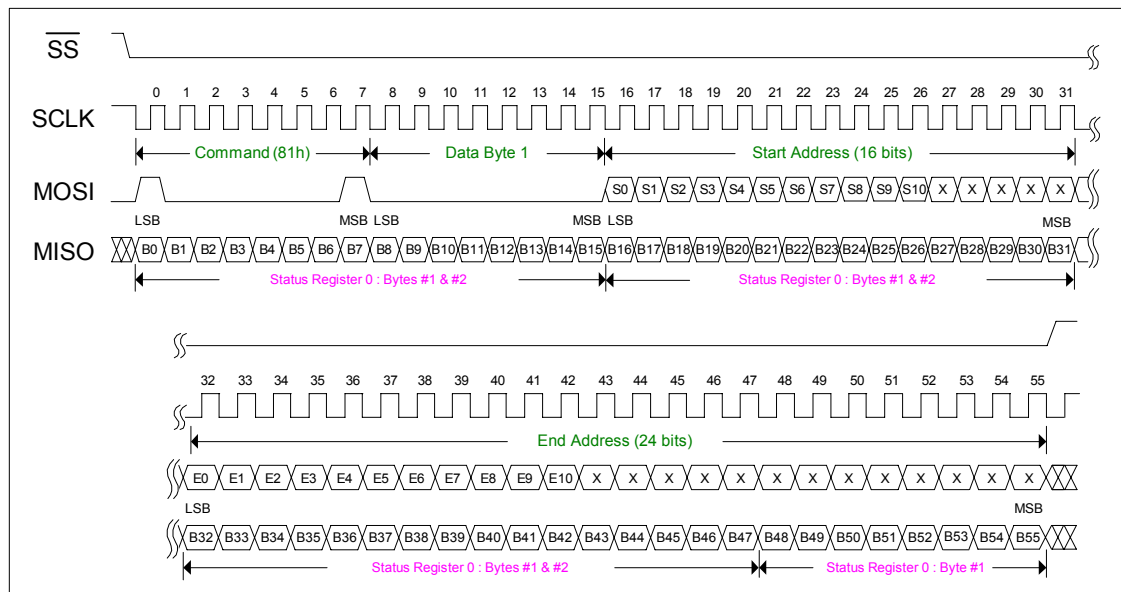 SS
0 1 2 3 4 5 6 7 8 9 10 11 12 13 14 15 16 17 18 19 20 21 22 23 24 25 26 27 28 29 30 31
SCLK
Command (81h) Data Byte 1 Start Address (16 bits)
MOSI S0 S1 S2 S3 S4 S5 S6 S7 S8 S9 S10 X X X X X
LSB MSB LSB MSB LSB MSB
MISO B0 B1 B2 B3 B4 B5 B6 B7 B8 B9 B10 B11 B12 B13 B14 B15 B16 B17 B18 B19 B20 B21 B22 B23 B24 B25 B26 B27 B28 B29 B30 B31
Status Register 0 : Bytes #1 & #2 Status Register 0 : Bytes #1 & #2
32 33 34 35 36 37 38 39 40 41 42 43 44 45 46 47 48 49 50 51 52 53 54 55
End Address (24 bits)
E0 E1 E2 E3 E4 E5 E6 E7 E8 E9 E10 X X X X X X X X X X X X X
LSB MSB
B32 B33 B34 B35 B36 B37 B38 B39 B40 B41 B42 B43 B44 B45 B46 B47 B48 B49 B50 B51 B52 B53 B54 B55
Status Register 0 : Bytes #1 & #2 Status Register 0 : Byte #1